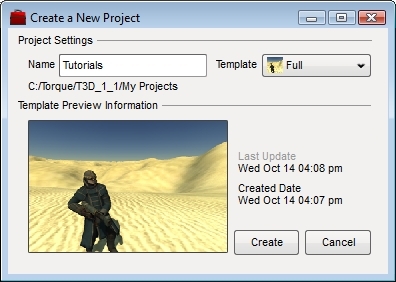 Create a New Project
Project Settings
Name Tutorials Template Full
C:/Torque/T3D_1_1/My Projects
Template Preview Information
Last Update
Wed Oct 14 04:08 pm
Created Date
Wed Oct 14 04:07 pm
Create Cancel